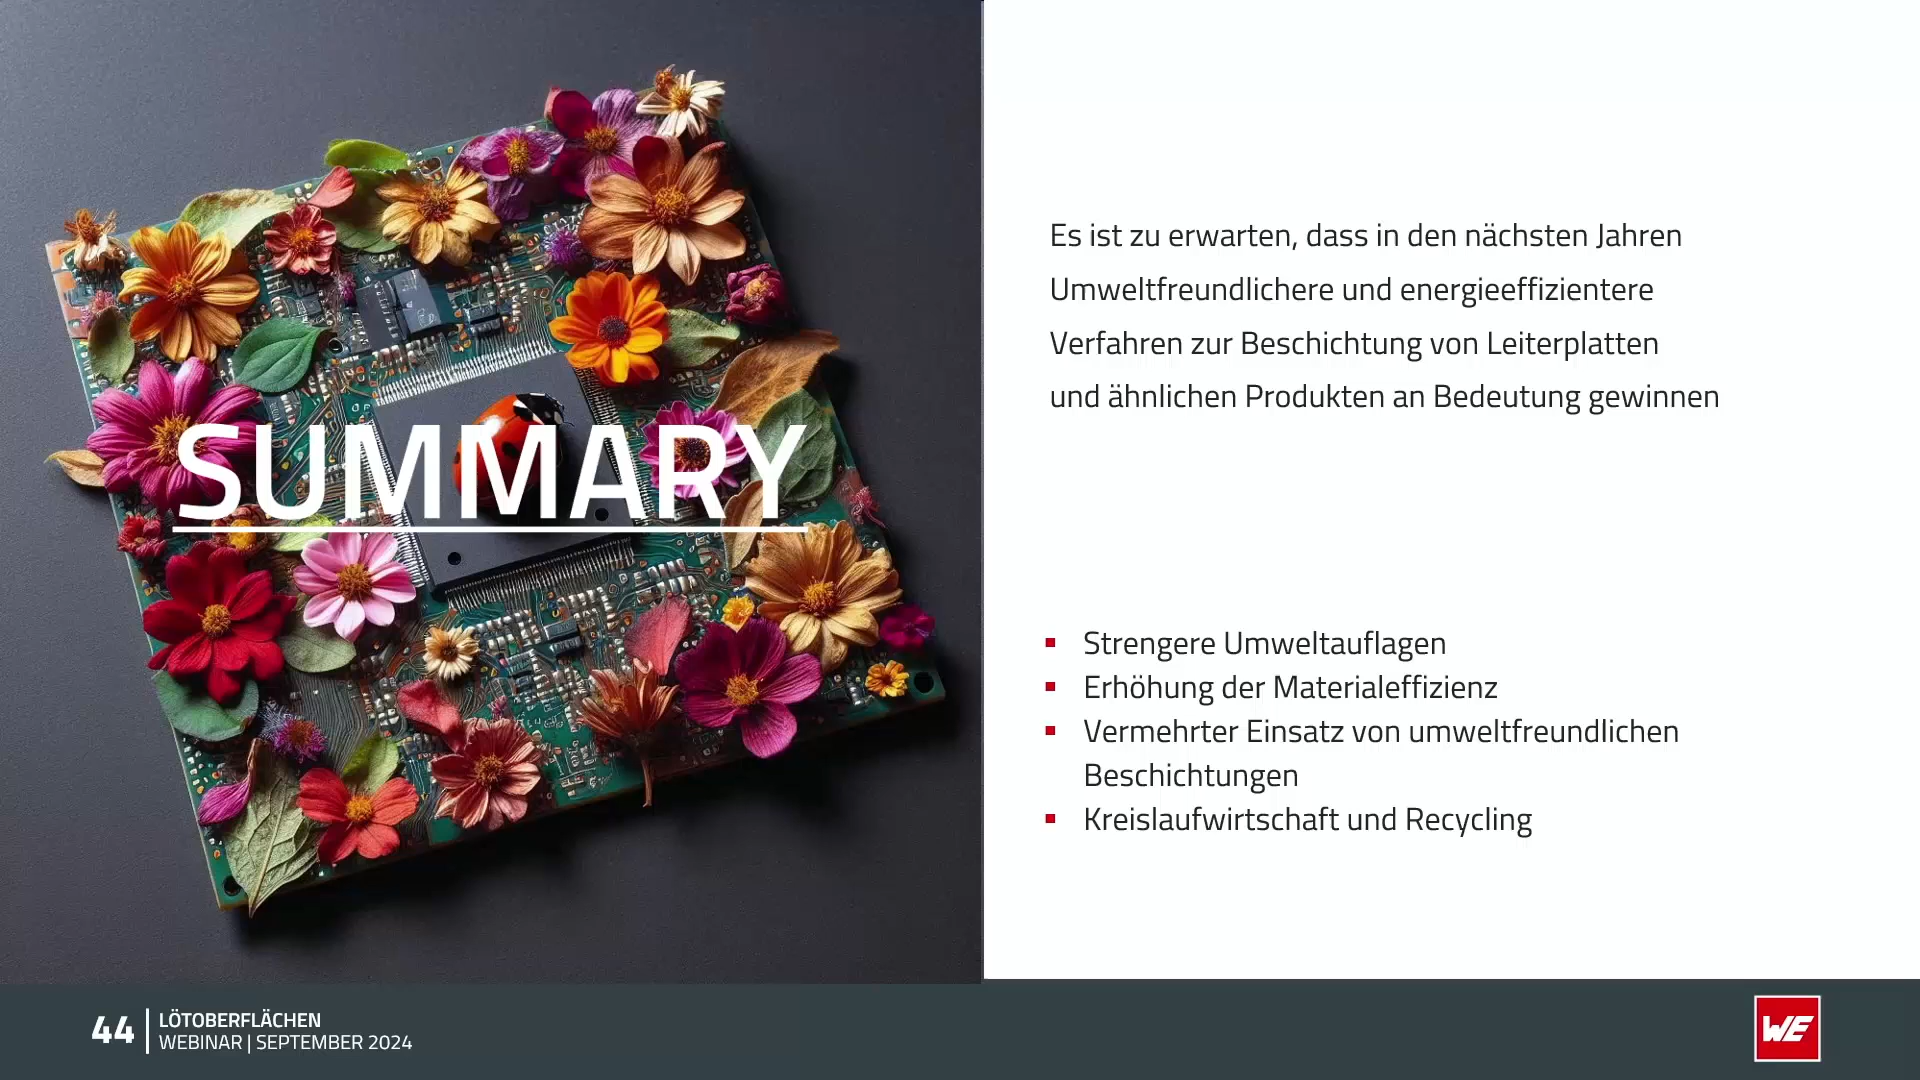 SUMMARY
Es ist zu erwarten, dass in den nächsten Jahren
Umweltfreundlichere und energieeffizientere
Verfahren zur Beschichtung von Leiterplatten
und ähnlichen Produkten an Bedeutung gewinnen
Strengere Umweltauflagen
Erhöhung der Materialeffizienz
Vermehrter Einsatz von umweltfreundlichen
Beschichtungen
Kreislaufwirtschaft und Recycling
44
LÖTOBERFLÄCHEN
WEBINAR | SEPTEMBER 2024
WE